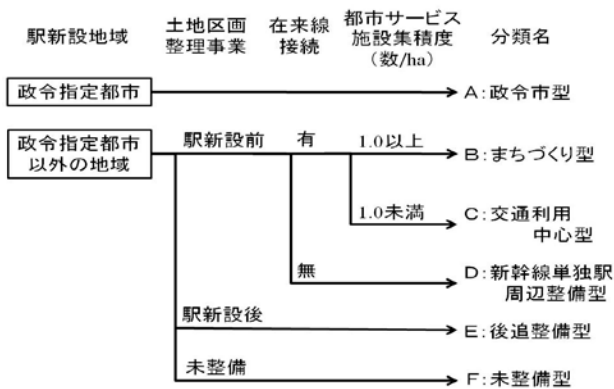 駅新設地域
土地区画
整理事業
在来線
接続
都市サービス
施設集積度
（数/ha）
分類名
政令指定都市
A：政令市型
政令指定都市
以外の地域
駅新設前
有
1.0以上
B：まちづくり型
1.0未満
C：交通利用
中心型
無
D：新幹線単独駅
周辺整備型
駅新設後
E：後追整備型
未整備
F：未整備型